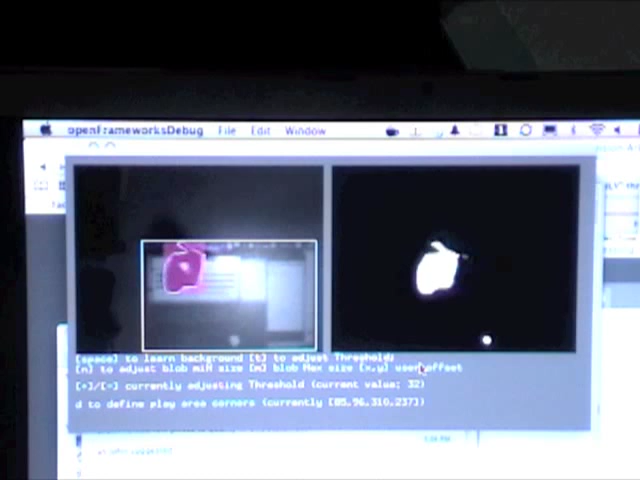 openFrameworksDebug File Edit Window
[space] to learn background [t] to adjust Threshold;
[n] to adjust blob miN size [m] blob Max size [x,y] user offset
[+]/[-] currently adjusting Threshold (current value: 32)
d to define play area corners (currently [85,96,310,237])